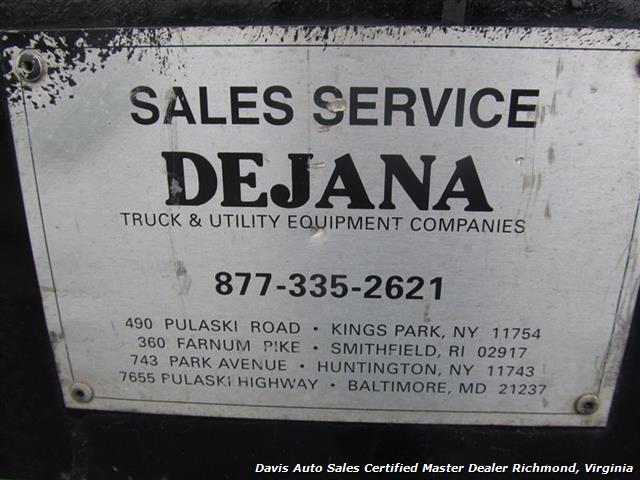 SALES SERVICE
DEJANA
TRUCK & UTILITY EQUIPMENT COMPANIES
877-335-2621
490 PULASKI ROAD • KINGS PARK, NY 11754
360 FARNUM PIKE • SMITHFIELD, RI 02917
743 PARK AVENUE • HUNTINGTON, NY 11743
7655 PULASKI HIGHWAY • BALTIMORE, MD 21237
Davis Auto Sales Certified Master Dealer Richmond, Virginia